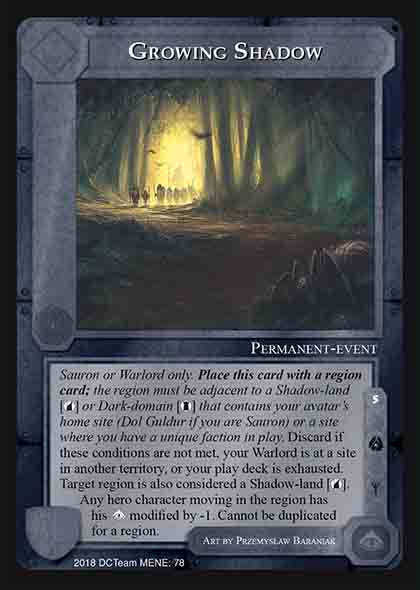 Growing Shadow
Permanent-event
Sauron or Warlord only. Place this card with a region
card; the region must be adjacent to a Shadow-land
[] or Dark-domain [] that contains your avatar's
home site (Dol Guldur if you are Sauron) or a site
where you have a unique faction in play. Discard if
these conditions are not met, your Warlord is at a site
in another territory, or your play deck is exhausted.
Target region is also considered a Shadow-land [].
Any hero character moving in the region has
his modified by -1. Cannot be duplicated
for a region.
5
Art by Przemysław Baraniak
2018 DCTeam MENE: 78